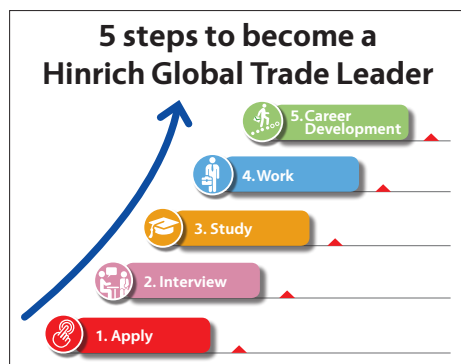 5 steps to become a
Hinrich Global Trade Leader
5. Career
Development
4. Work
3. Study
2. Interview
1. Apply